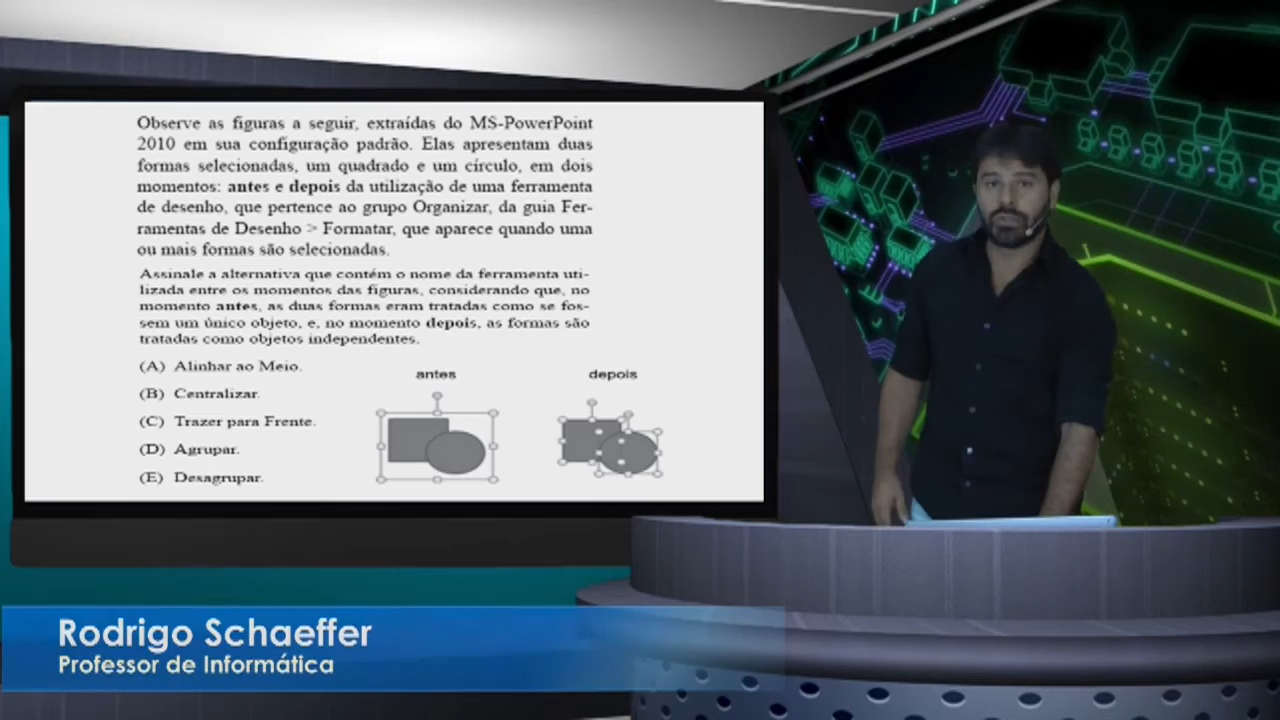 Observe as figuras a seguir, extraídas do MS-PowerPoint
2010 em sua configuração padrão. Elas apresentam duas
formas selecionadas, um quadrado e um círculo, em dois
momentos: antes e depois da utilização de uma ferramenta
de desenho, que pertence ao grupo Organizar, da guia Fer-
ramentas de Desenho > Formatar, que aparece quando uma
ou mais formas são selecionadas.
Assinale a alternativa que contém o nome da ferramenta uti-
lizada entre os momentos das figuras, considerando que, no
momento antes, as duas formas eram tratadas como se fos-
sem um único objeto, e, no momento depois, as formas são
tratadas como objetos independentes.
(A) Alinhar ao Meio.
(B) Centralizar.
(C) Trazer para Frente.
(D) Agrupar.
(E) Desagrupar.
antes
depois
Rodrigo Schaeffer
Professor de Informática